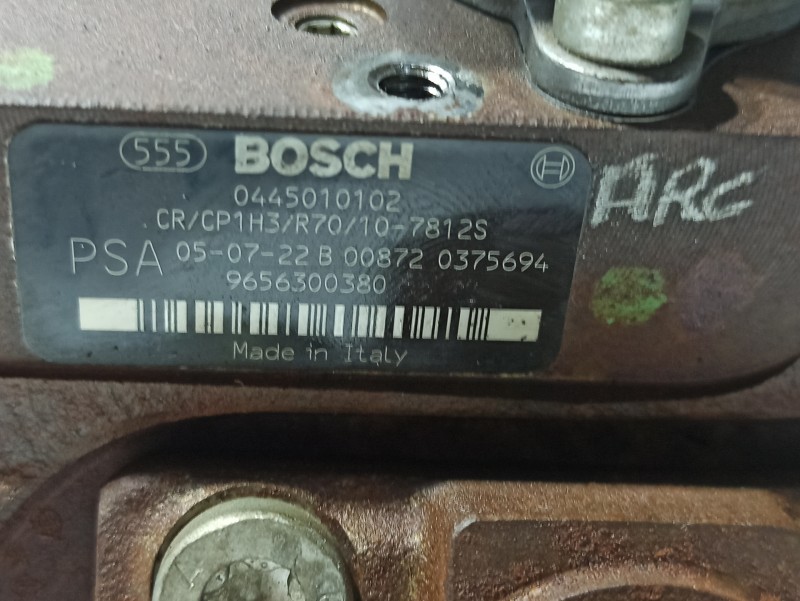 555 BOSCH
0445010102
CR/CP1H3/R70/10-7812S
PSA 05-07-22 B 00872 0375694
9656300380
Made in Italy
ARC